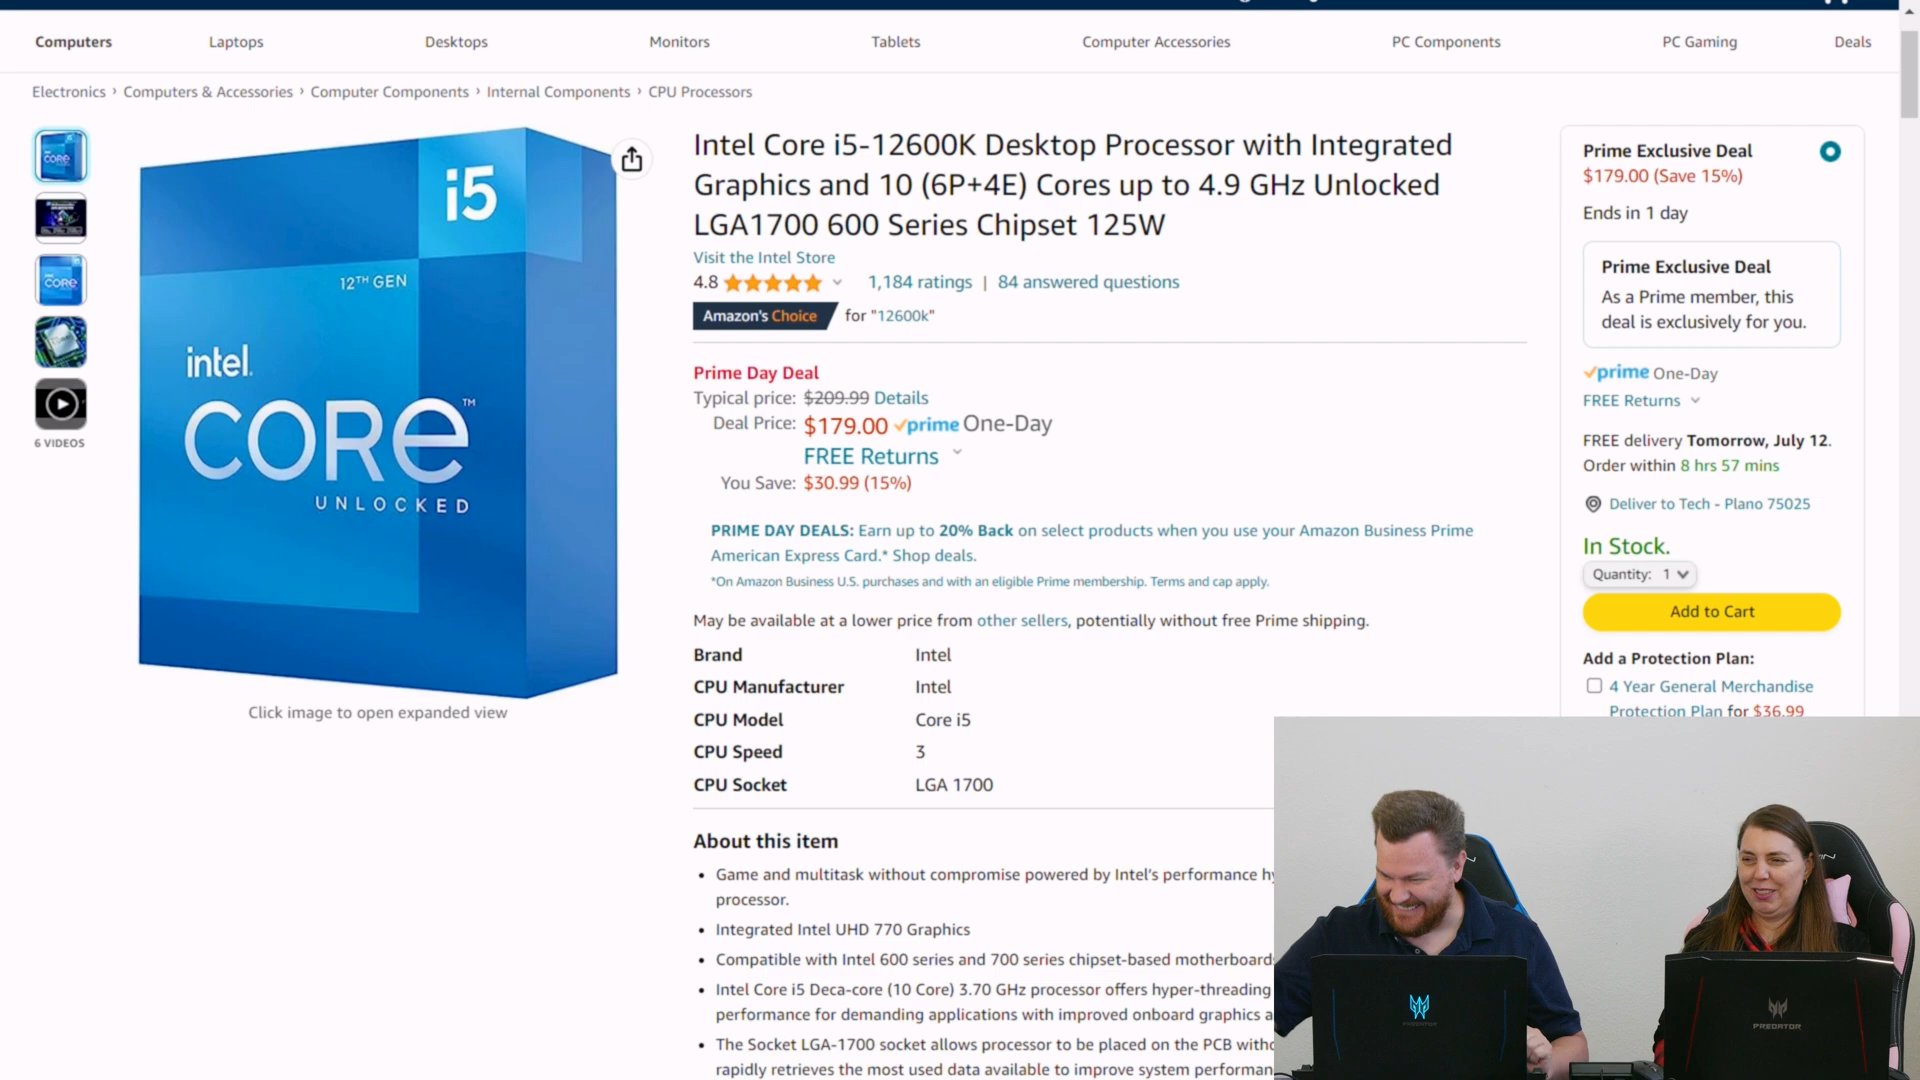 Computers Laptops Desktops Monitors Tablets Computer Accessories PC Components PC Gaming Deals
Electronics › Computers & Accessories › Computer Components › Internal Components › CPU Processors
6 VIDEOS
i5
12TH GEN
intel.
CORE™
UNLOCKED
Click image to open expanded view
Intel Core i5-12600K Desktop Processor with Integrated
Graphics and 10 (6P+4E) Cores up to 4.9 GHz Unlocked
LGA1700 600 Series Chipset 125W
Visit the Intel Store
4.8 1,184 ratings | 84 answered questions
Amazon's Choice for "12600k"
Prime Day Deal
Typical price: $209.99 Details
Deal Price: $179.00 prime One-Day
FREE Returns
You Save: $30.99 (15%)
PRIME DAY DEALS: Earn up to 20% Back on select products when you use your Amazon Business Prime
American Express Card.* Shop deals.
*On Amazon Business U.S. purchases and with an eligible Prime membership. Terms and cap apply.
May be available at a lower price from other sellers, potentially without free Prime shipping.
Brand Intel
CPU Manufacturer Intel
CPU Model Core i5
CPU Speed 3
CPU Socket LGA 1700
About this item
• Game and multitask without compromise powered by Intel's performance hy
processor.
• Integrated Intel UHD 770 Graphics
• Compatible with Intel 600 series and 700 series chipset-based motherboard
• Intel Core i5 Deca-core (10 Core) 3.70 GHz processor offers hyper-threading
performance for demanding applications with improved onboard graphics a
• The Socket LGA-1700 socket allows processor to be placed on the PCB with
rapidly retrieves the most used data available to improve system performan
Prime Exclusive Deal
$179.00 (Save 15%)
Ends in 1 day
Prime Exclusive Deal
As a Prime member, this
deal is exclusively for you.
prime One-Day
FREE Returns
FREE delivery Tomorrow, July 12.
Order within 8 hrs 57 mins
Deliver to Tech - Plano 75025
In Stock.
Quantity: 1
Add to Cart
Add a Protection Plan:
4 Year General Merchandise
Protection Plan for $36.99
PREDATOR
PREDATOR